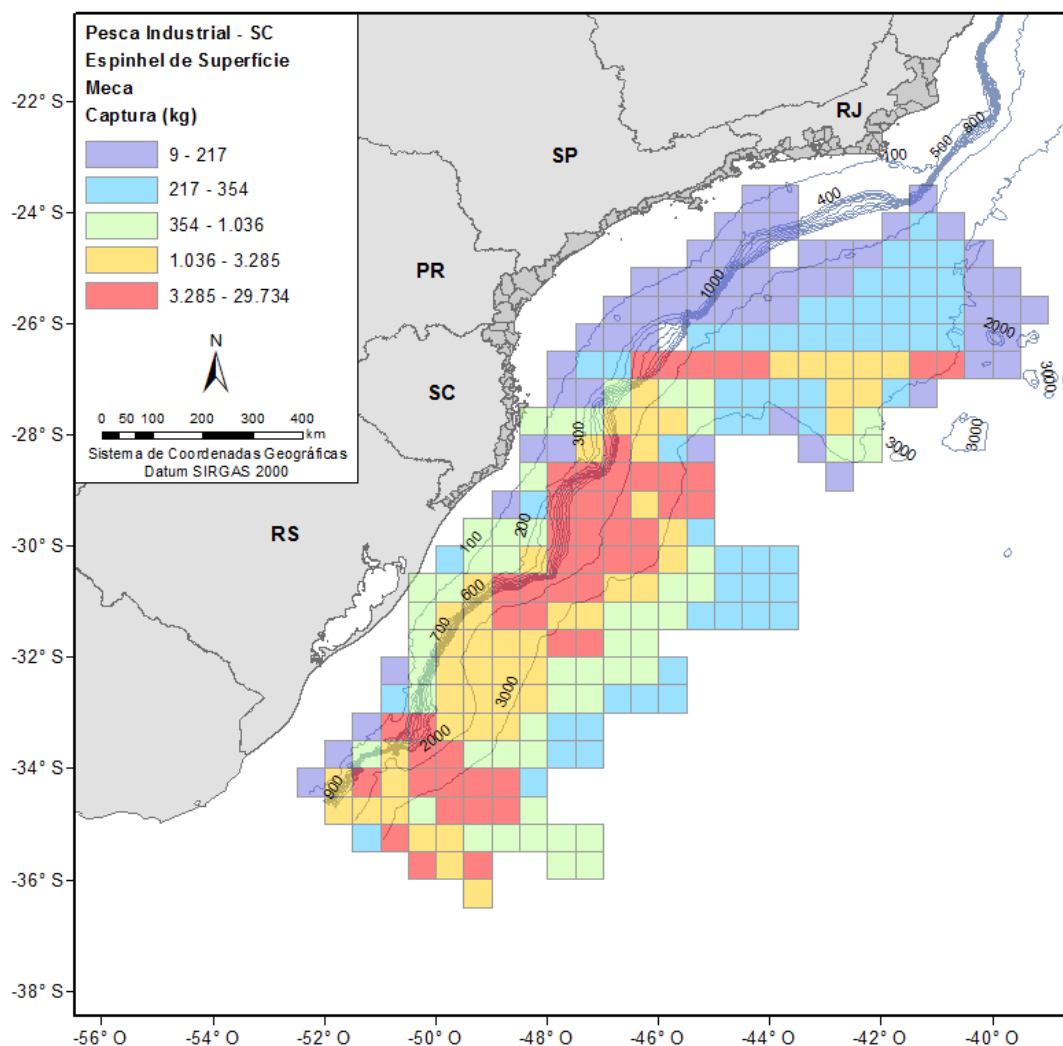 Pesca Industrial - SC
Espinhel de Superfície
Meca
Captura (kg)
9 - 217
217 - 354
354 - 1.036
1.036 - 3.285
3.285 - 29.734
N
0 50 100 200 300 400
km
Sistema de Coordenadas Geográficas
Datum SIRGAS 2000
RJ
SP
PR
SC
RS
100
500
800
400
1000
2000
3000
3000
3000
300
200
100
600
700
3000
2000
900
-22° S
-24° S
-26° S
-28° S
-30° S
-32° S
-34° S
-36° S
-38° S
-56° O
-54° O
-52° O
-50° O
-48° O
-46° O
-44° O
-42° O
-40° O